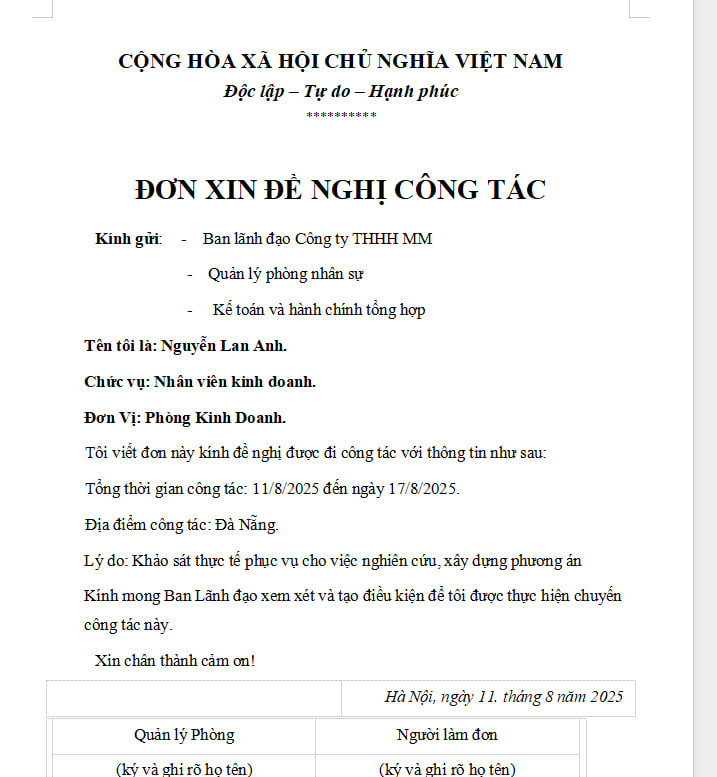 CỘNG HÒA XÃ HỘI CHỦ NGHĨA VIỆT NAM
Độc lập – Tự do – Hạnh phúc
**********
ĐƠN XIN ĐỀ NGHỊ CÔNG TÁC
Kính gửi: - Ban lãnh đạo Công ty THHH MM
- Quản lý phòng nhân sự
- Kế toán và hành chính tổng hợp
Tên tôi là: Nguyễn Lan Anh.
Chức vụ: Nhân viên kinh doanh.
Đơn Vị: Phòng Kinh Doanh.
Tôi viết đơn này kính đề nghị được đi công tác với thông tin như sau:
Tổng thời gian công tác: 11/8/2025 đến ngày 17/8/2025.
Địa điểm công tác: Đà Nẵng.
Lý do: Khảo sát thực tế phục vụ cho việc nghiên cứu, xây dựng phương án
Kính mong Ban Lãnh đạo xem xét và tạo điều kiện để tôi được thực hiện chuyến
công tác này.
Xin chân thành cảm ơn!
Hà Nội, ngày 11. tháng 8 năm 2025
Quản lý Phòng Người làm đơn
(ký và ghi rõ họ tên) (ký và ghi rõ họ tên)